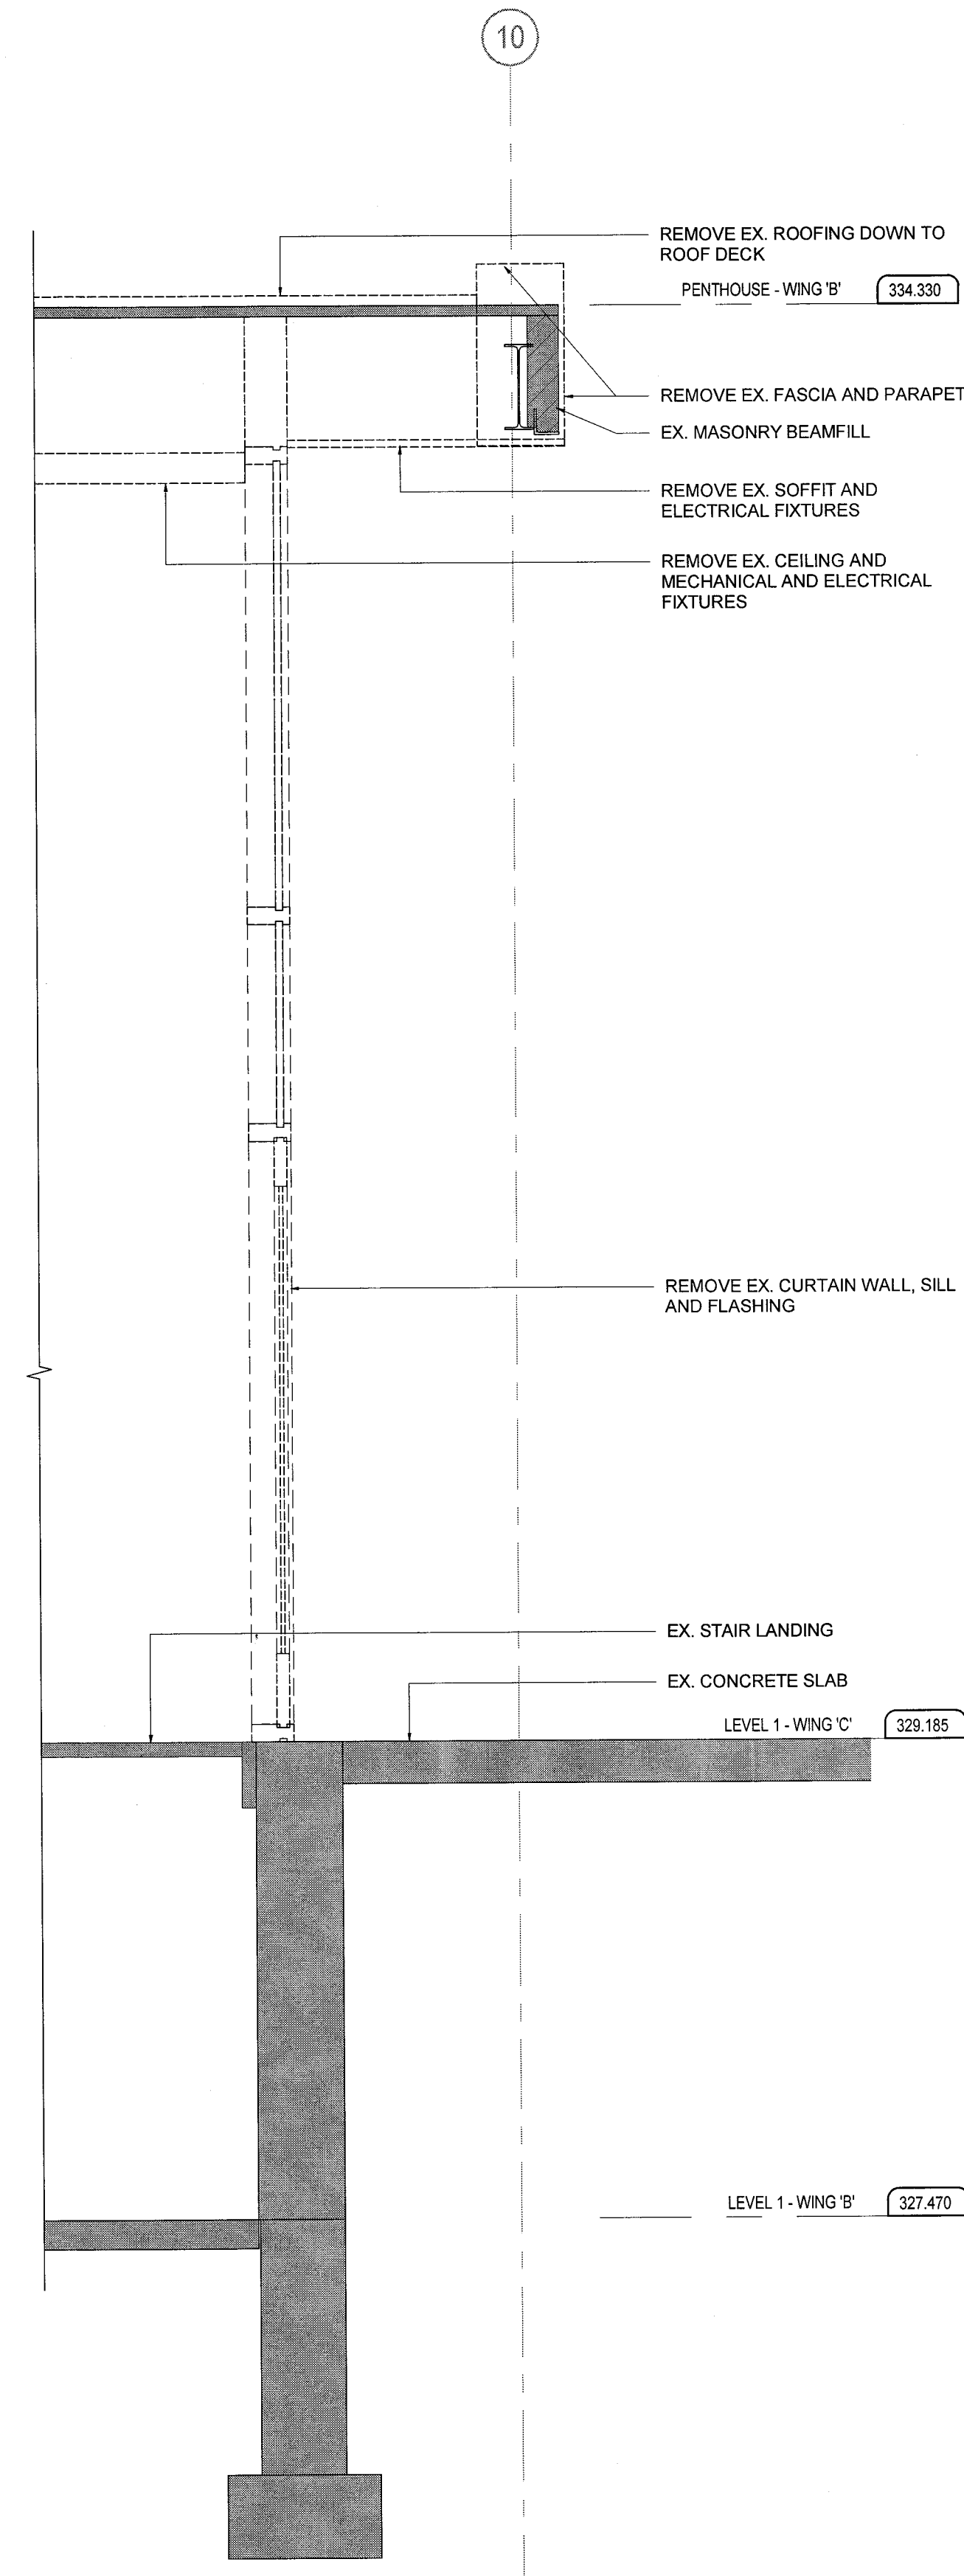 10
REMOVE EX. ROOFING DOWN TO
ROOF DECK
PENTHOUSE - WING 'B' 334.330
REMOVE EX. FASCIA AND PARAPET
EX. MASONRY BEAMFILL
REMOVE EX. SOFFIT AND
ELECTRICAL FIXTURES
REMOVE EX. CEILING AND
MECHANICAL AND ELECTRICAL
FIXTURES
REMOVE EX. CURTAIN WALL, SILL
AND FLASHING
EX. STAIR LANDING
EX. CONCRETE SLAB
LEVEL 1 - WING 'C' 329.185
LEVEL 1 - WING 'B' 327.470